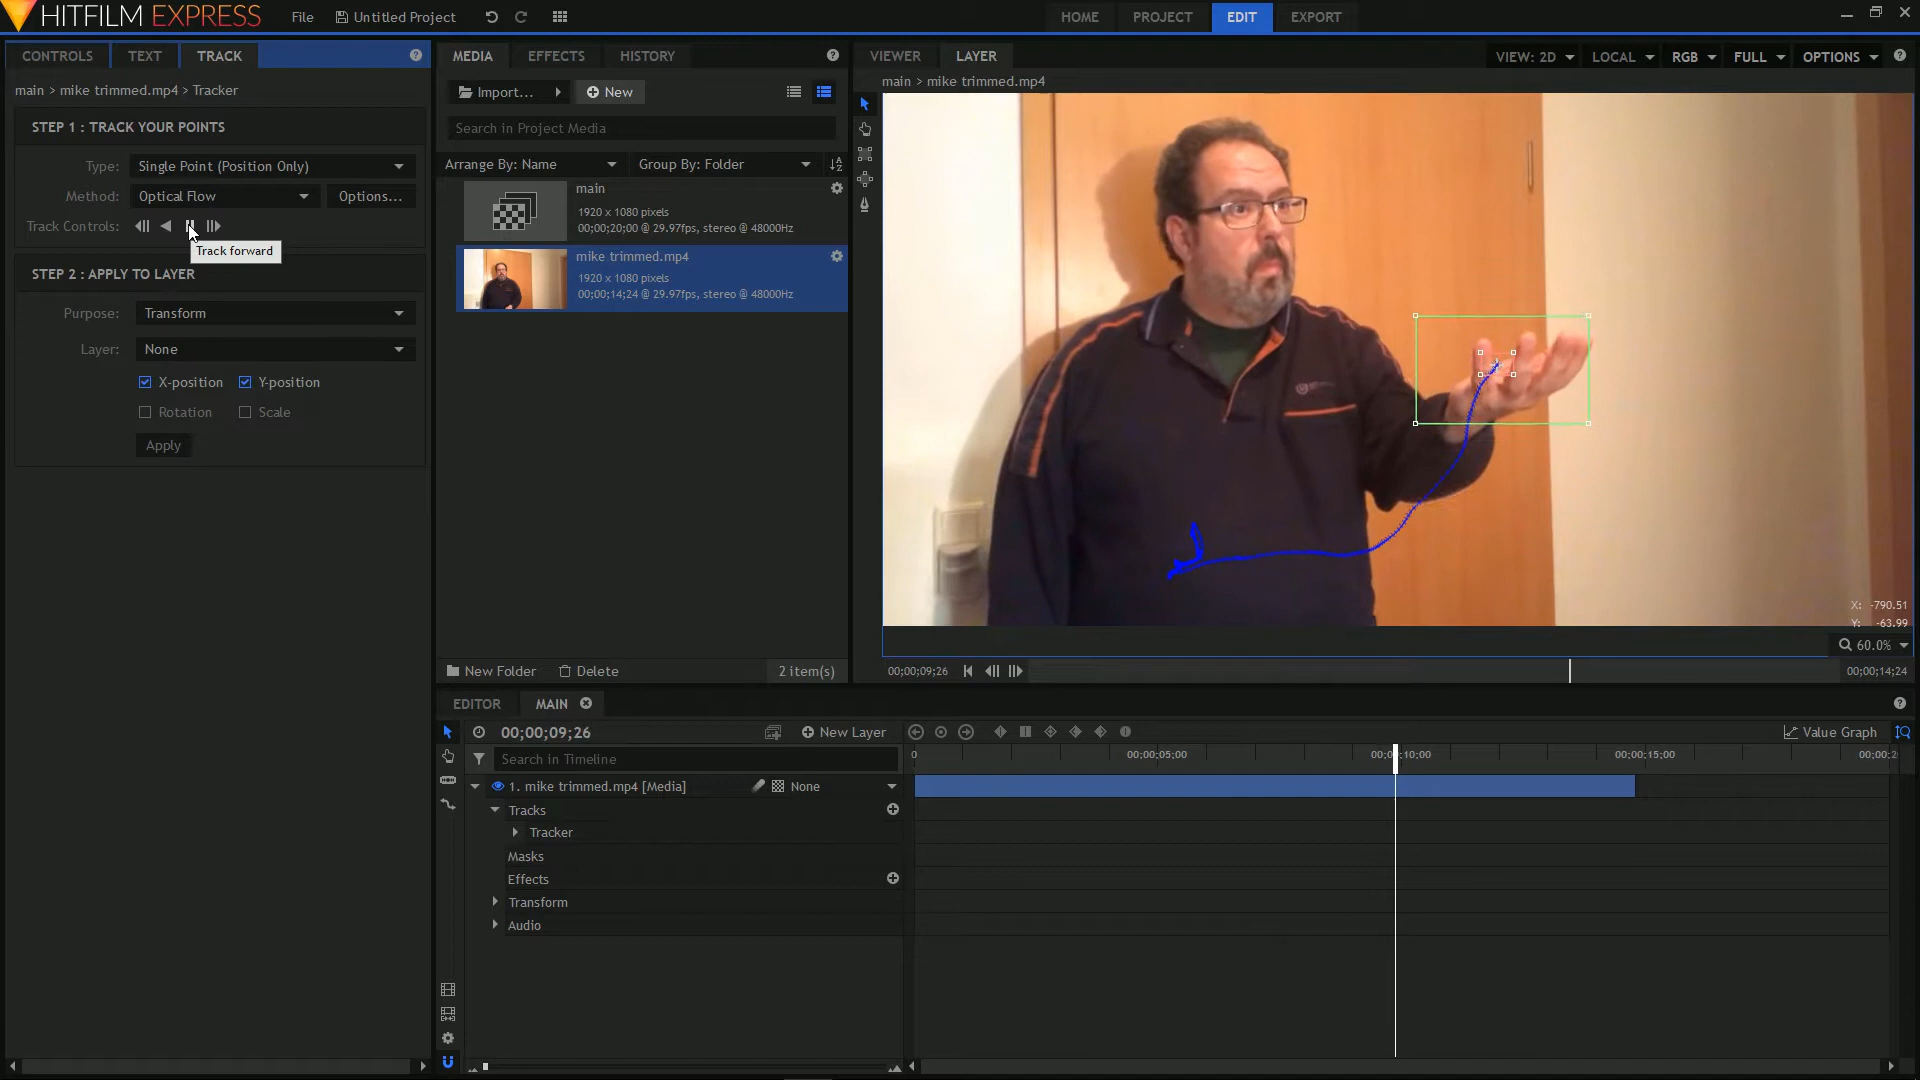 HITFILM EXPRESS
File
Untitled Project
HOME
PROJECT
EDIT
EXPORT
CONTROLS
TEXT
TRACK
main > mike trimmed.mp4 > Tracker
STEP 1 : TRACK YOUR POINTS
Type: Single Point (Position Only)
Method: Optical Flow Options...
Track Controls:
Track forward
STEP 2 : APPLY TO LAYER
Purpose: Transform
Layer: None
X-position Y-position
Rotation Scale
Apply
MEDIA
EFFECTS
HISTORY
Import...
New
Search in Project Media
Arrange By: Name Group By: Folder
main
1920 x 1080 pixels
00;00;20;00 @ 29.97fps, stereo @ 48000Hz
mike trimmed.mp4
1920 x 1080 pixels
00;00;14;24 @ 29.97fps, stereo @ 48000Hz
New Folder Delete 2 item(s)
VIEWER
LAYER
VIEW: 2D LOCAL RGB FULL OPTIONS
main > mike trimmed.mp4
X: -790.51
Y: -63.99
60.0%
00;00;09;26
00;00;14;24
EDITOR
MAIN
00;00;09;26
New Layer
Value Graph
Search in Timeline
0
00;00;05;00
00;00;10;00
00;00;15;00
1. mike trimmed.mp4 [Media]
None
Tracks
Tracker
Masks
Effects
Transform
Audio